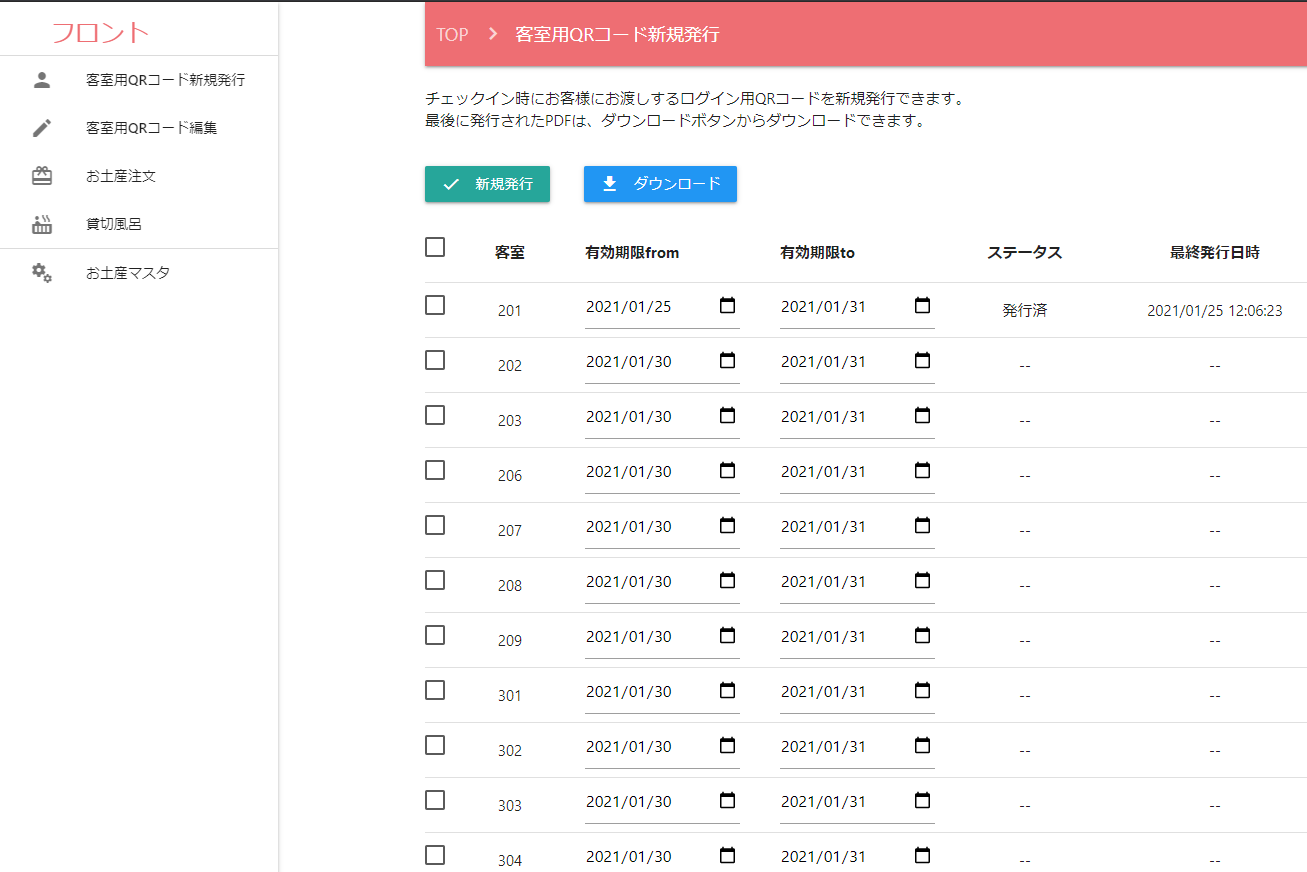 フロント
客室用QRコード新規発行
客室用QRコード編集
お土産注文
貸切風呂
お土産マスタ
TOP 客室用QRコード新規発行
チェックイン時にお客様にお渡しするログイン用QRコードを新規発行できます。
最後に発行されたPDFは、ダウンロードボタンからダウンロードできます。
新規発行 ダウンロード
客室 有効期限from 有効期限to ステータス 最終発行日時
201 2021/01/25 2021/01/31 発行済 2021/01/25 12:06:23
202 2021/01/30 2021/01/31 -- --
203 2021/01/30 2021/01/31 -- --
206 2021/01/30 2021/01/31 -- --
207 2021/01/30 2021/01/31 -- --
208 2021/01/30 2021/01/31 -- --
209 2021/01/30 2021/01/31 -- --
301 2021/01/30 2021/01/31 -- --
302 2021/01/30 2021/01/31 -- --
303 2021/01/30 2021/01/31 -- --
304 2021/01/30 2021/01/31 -- --